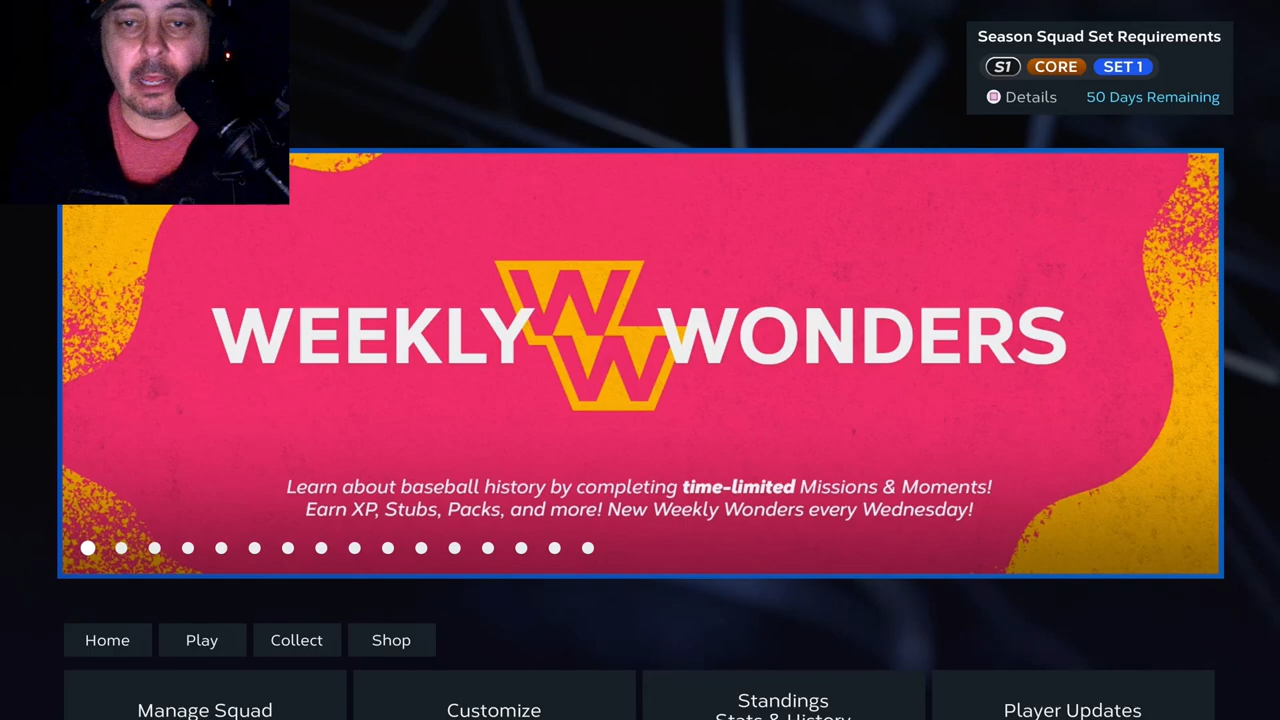 Season Squad Set Requirements
S1 CORE SET 1
Details 50 Days Remaining
W
WEEKLY WONDERS
W
Learn about baseball history by completing time-limited Missions & Moments!
Earn XP, Stubs, Packs, and more! New Weekly Wonders every Wednesday!
Home Play Collect Shop
Manage Squad Customize Standings Player Updates
Stats & History